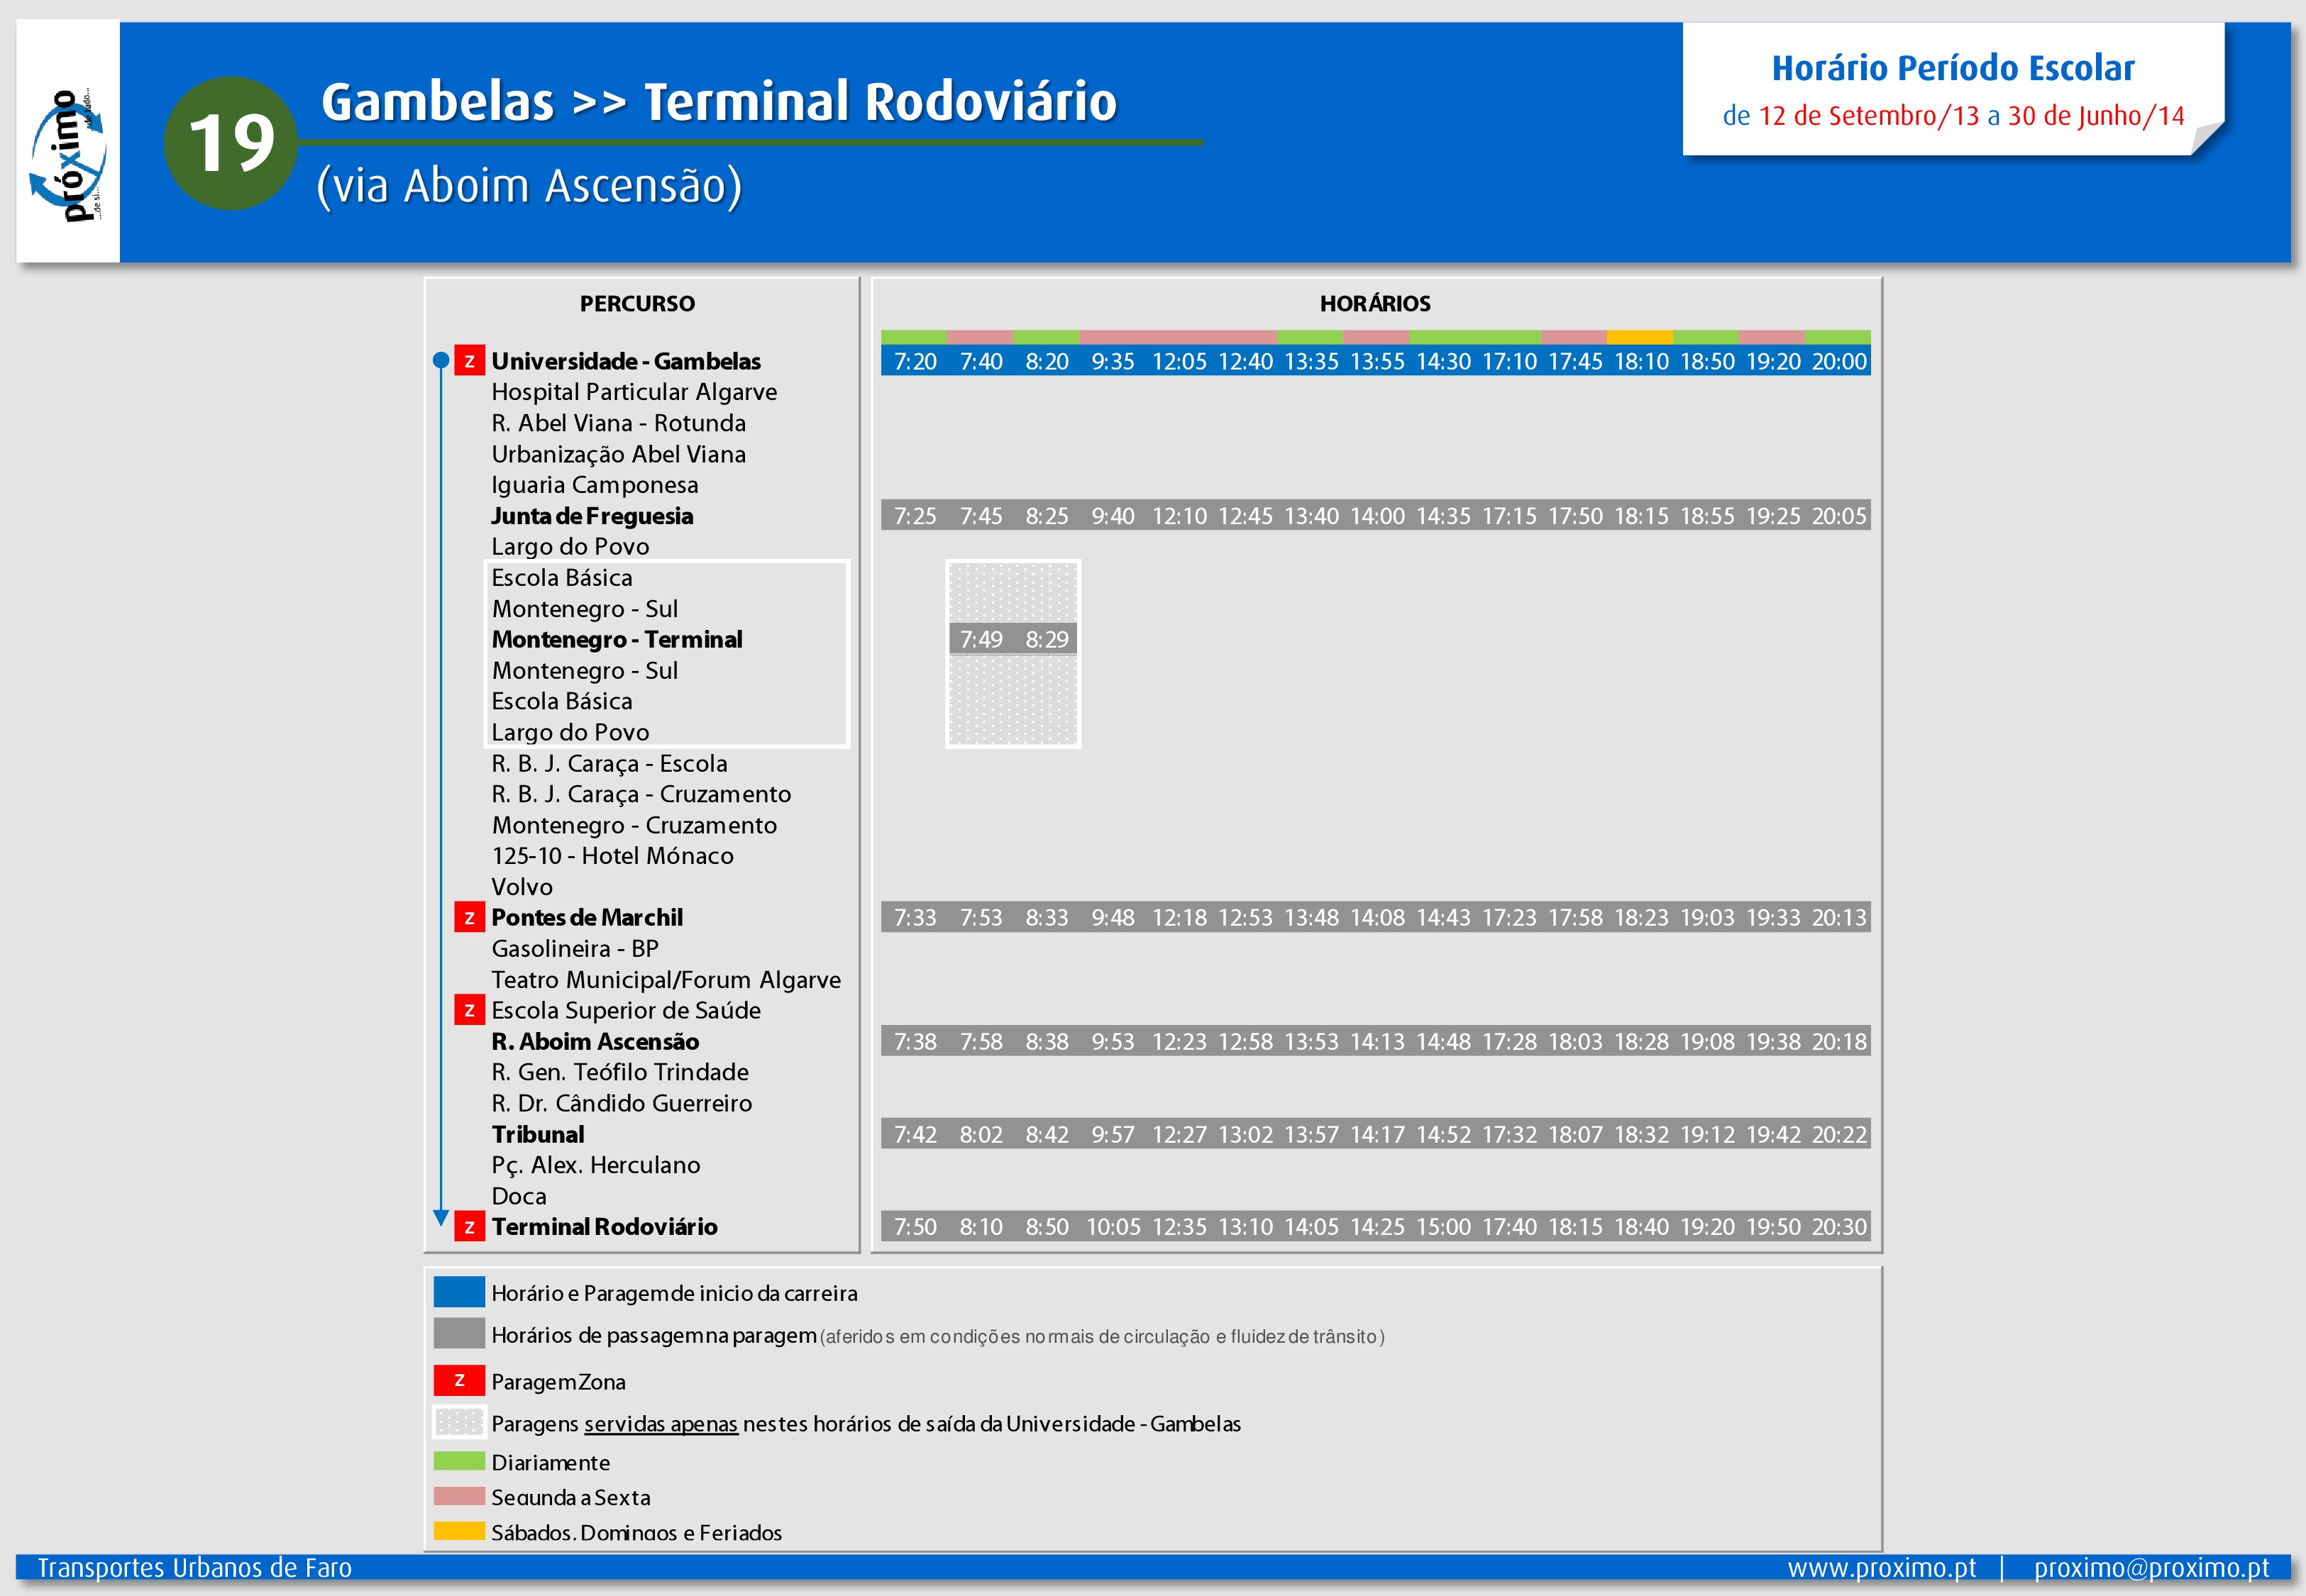 próximo
...de si...
...de tudo...
19
Gambelas >> Terminal Rodoviário
(via Aboim Ascensão)
Horário Período Escolar
de 12 de Setembro/13 a 30 de Junho/14
PERCURSO
HORÁRIOS
Z Universidade - Gambelas 7:20 7:40 8:20 9:35 12:05 12:40 13:35 13:55 14:30 17:10 17:45 18:10 18:50 19:20 20:00
Hospital Particular Algarve
R. Abel Viana - Rotunda
Urbanização Abel Viana
Iguaria Camponesa
Junta de Freguesia 7:25 7:45 8:25 9:40 12:10 12:45 13:40 14:00 14:35 17:15 17:50 18:15 18:55 19:25 20:05
Largo do Povo
Escola Básica
Montenegro - Sul
Montenegro - Terminal 7:49 8:29
Montenegro - Sul
Escola Básica
Largo do Povo
R. B. J. Caraça - Escola
R. B. J. Caraça - Cruzamento
Montenegro - Cruzamento
125-10 - Hotel Mónaco
Volvo
Z Pontes de Marchil 7:33 7:53 8:33 9:48 12:18 12:53 13:48 14:08 14:43 17:23 17:58 18:23 19:03 19:33 20:13
Gasolineira - BP
Teatro Municipal/Forum Algarve
Z Escola Superior de Saúde
R. Aboim Ascensão 7:38 7:58 8:38 9:53 12:23 12:58 13:53 14:13 14:48 17:28 18:03 18:28 19:08 19:38 20:18
R. Gen. Teófilo Trindade
R. Dr. Cândido Guerreiro
Tribunal 7:42 8:02 8:42 9:57 12:27 13:02 13:57 14:17 14:52 17:32 18:07 18:32 19:12 19:42 20:22
Pç. Alex. Herculano
Doca
Z Terminal Rodoviário 7:50 8:10 8:50 10:05 12:35 13:10 14:05 14:25 15:00 17:40 18:15 18:40 19:20 19:50 20:30
Horário e Paragem de inicio da carreira
Horários de passagem na paragem (aferidos em condições normais de circulação e fluidez de trânsito)
Z Paragem Zona
Paragens servidas apenas nestes horários de saída da Universidade - Gambelas
Diariamente
Segunda a Sexta
Sábados, Domingos e Feriados
Transportes Urbanos de Faro
www.proximo.pt | proximo@proximo.pt